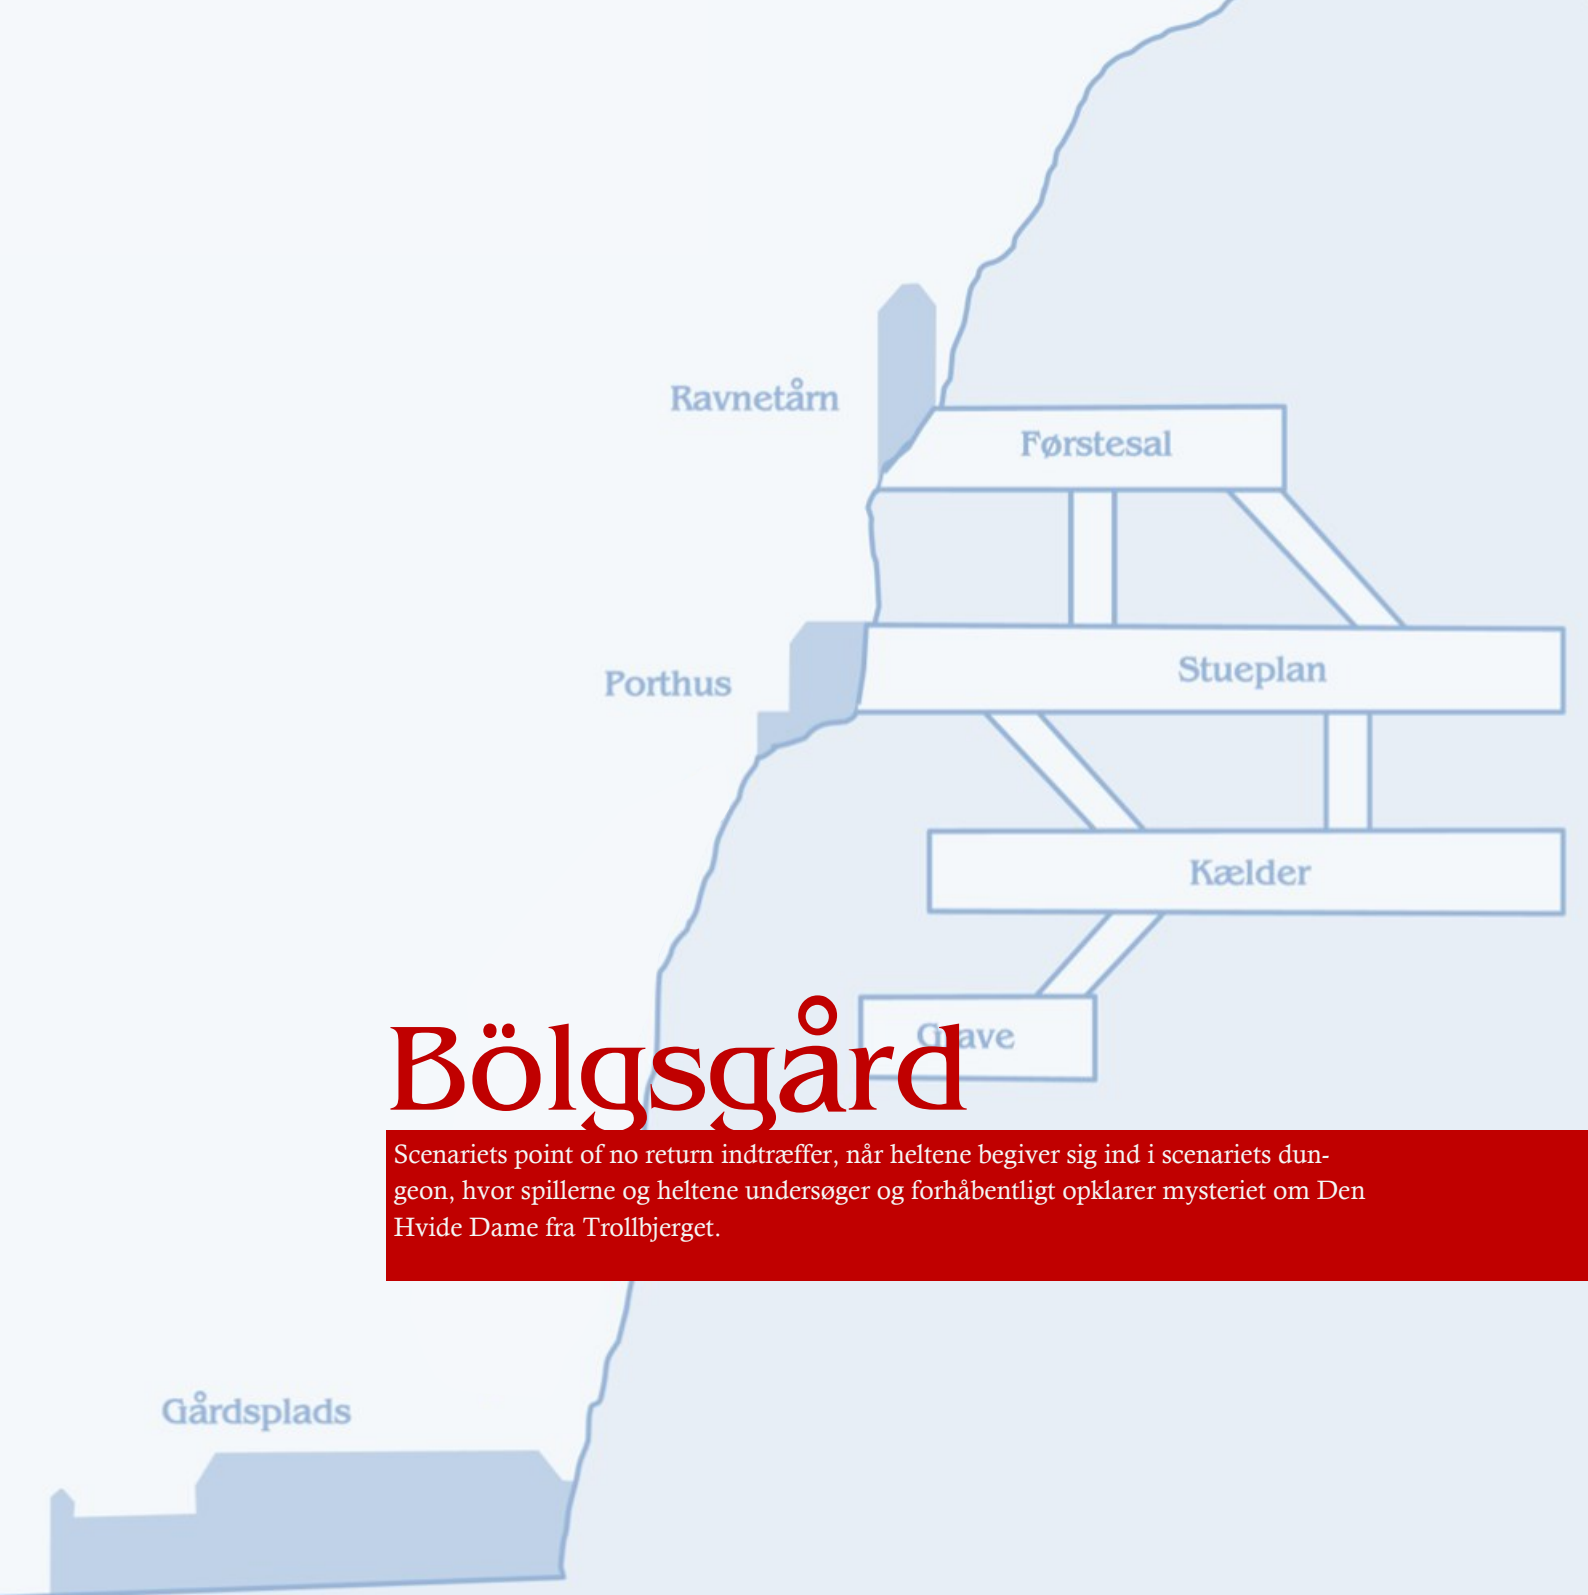 Ravnetårn
Førstesal
Porthus
Stueplan
Kælder
Grave
Bölgsgård
Scenariets point of no return indtræffer, når heltene begiver sig ind i scenariets dun-
geon, hvor spillerne og heltene undersøger og forhåbentligt opklarer mysteriet om Den
Hvide Dame fra Trollbjerget.
Gårdsplads